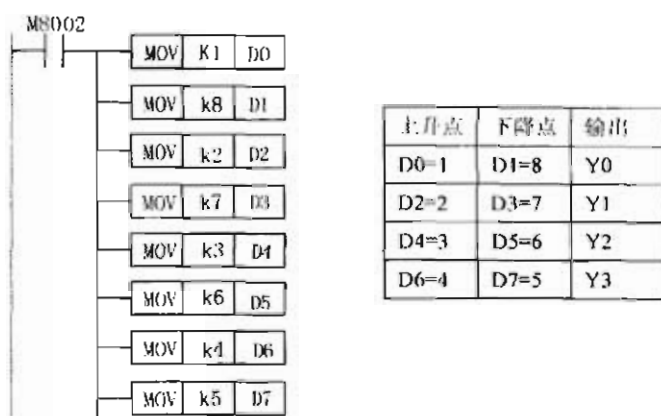 M8002
MOV K1 D0
MOV k8 D1
MOV k2 D2
MOV k7 D3
MOV k3 D4
MOV k6 D5
MOV k4 D6
MOV k5 D7
上升点 下降点 输出
D0=1 D1=8 Y0
D2=2 D3=7 Y1
D4=3 D5=6 Y2
D6=4 D7=5 Y3